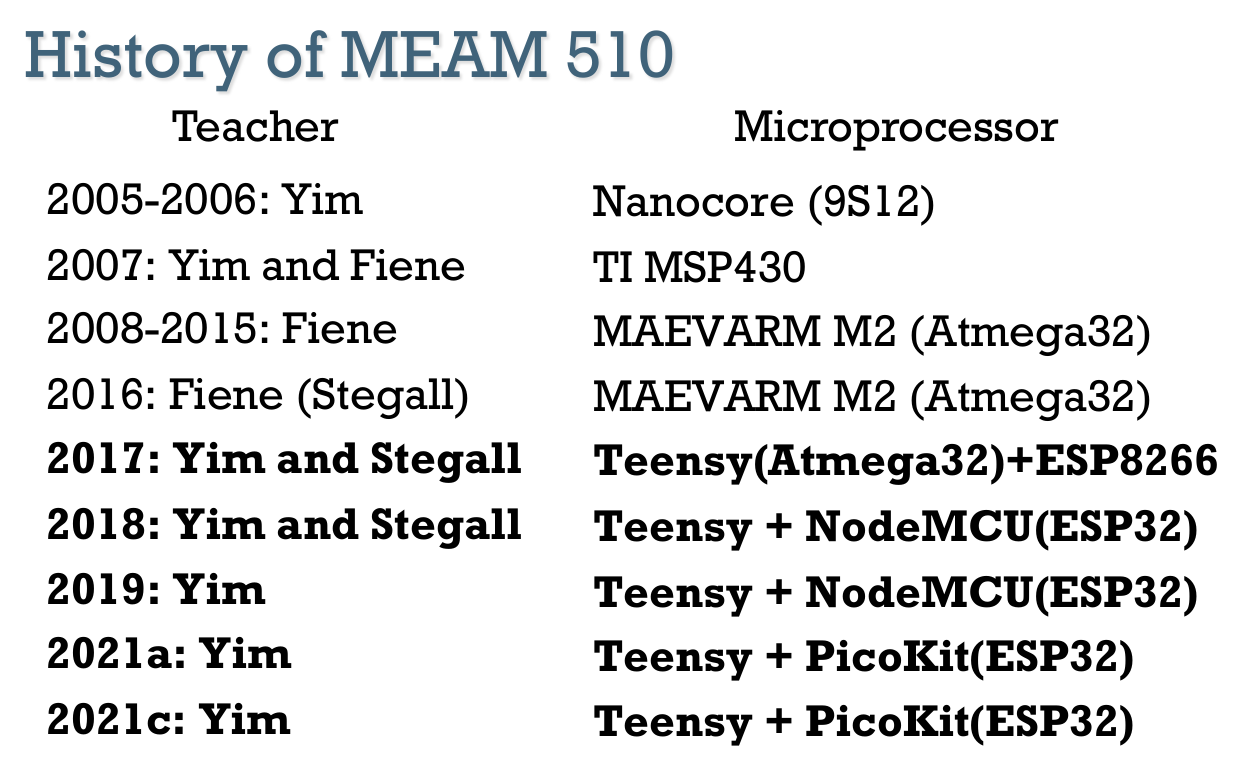 History of MEAM 510
Teacher Microprocessor
2005-2006: Yim Nanocore (9S12)
2007: Yim and Fiene TI MSP430
2008-2015: Fiene MAEVARM M2 (Atmega32)
2016: Fiene (Stegall) MAEVARM M2 (Atmega32)
2017: Yim and Stegall Teensy(Atmega32)+ESP8266
2018: Yim and Stegall Teensy + NodeMCU(ESP32)
2019: Yim Teensy + NodeMCU(ESP32)
2021a: Yim Teensy + PicoKit(ESP32)
2021c: Yim Teensy + PicoKit(ESP32)